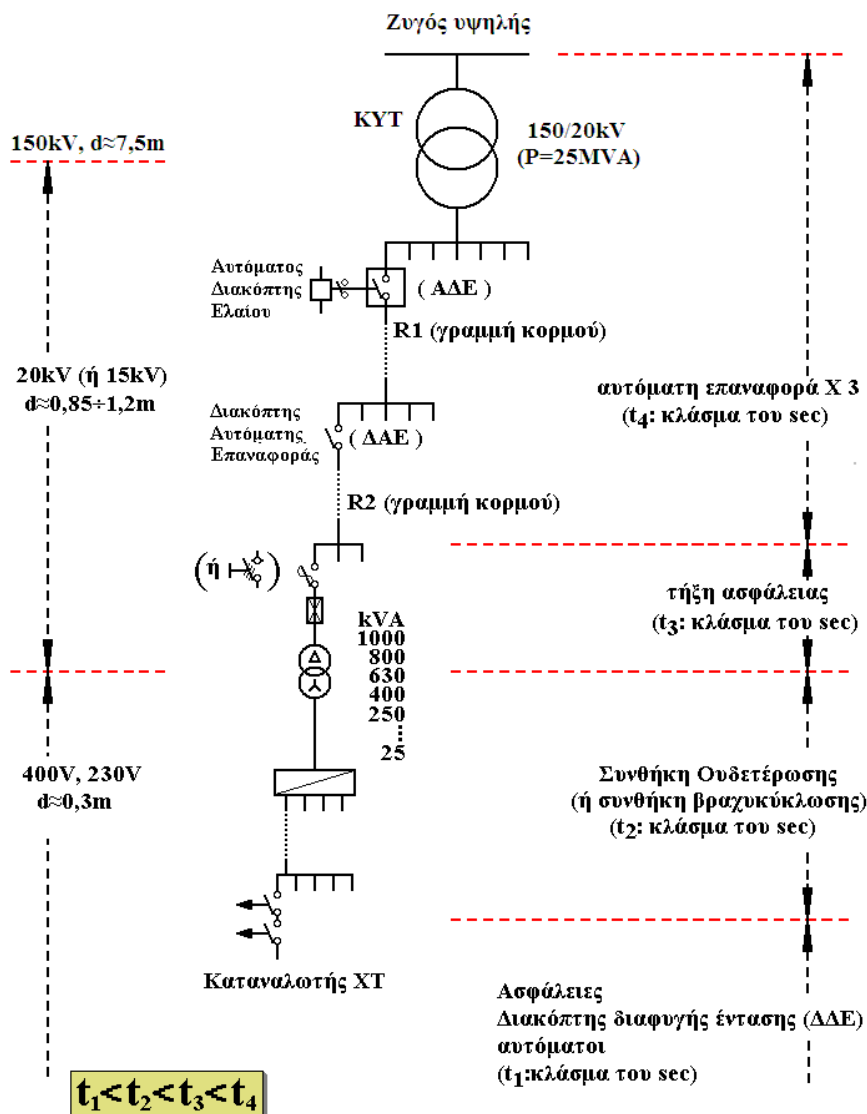 Ζυγός υψηλής
ΚΥΤ
150/20kV
(P=25MVA)
150kV, d≈7,5m
Αυτόματος
Διακόπτης
Ελαίου
( ΑΔΕ )
R1 (γραμμή κορμού)
20kV (ή 15kV)
d≈0,85÷1,2m
αυτόματη επαναφορά Χ 3
(t4: κλάσμα του sec)
Διακόπτης
Αυτόματης
Επαναφοράς
( ΔΑΕ )
R2 (γραμμή κορμού)
( ή )
τήξη ασφάλειας
(t3: κλάσμα του sec)
kVA
1000
800
630
400
250
25
Δ
400V, 230V
d≈0,3m
Συνθήκη Ουδετέρωσης
(ή συνθήκη βραχυκύκλωσης)
(t2: κλάσμα του sec)
Καταναλωτής ΧΤ
Ασφάλειες
Διακόπτης διαφυγής έντασης (ΔΔΕ)
αυτόματοι
(t1:κλάσμα του sec)
t1<t2<t3<t4